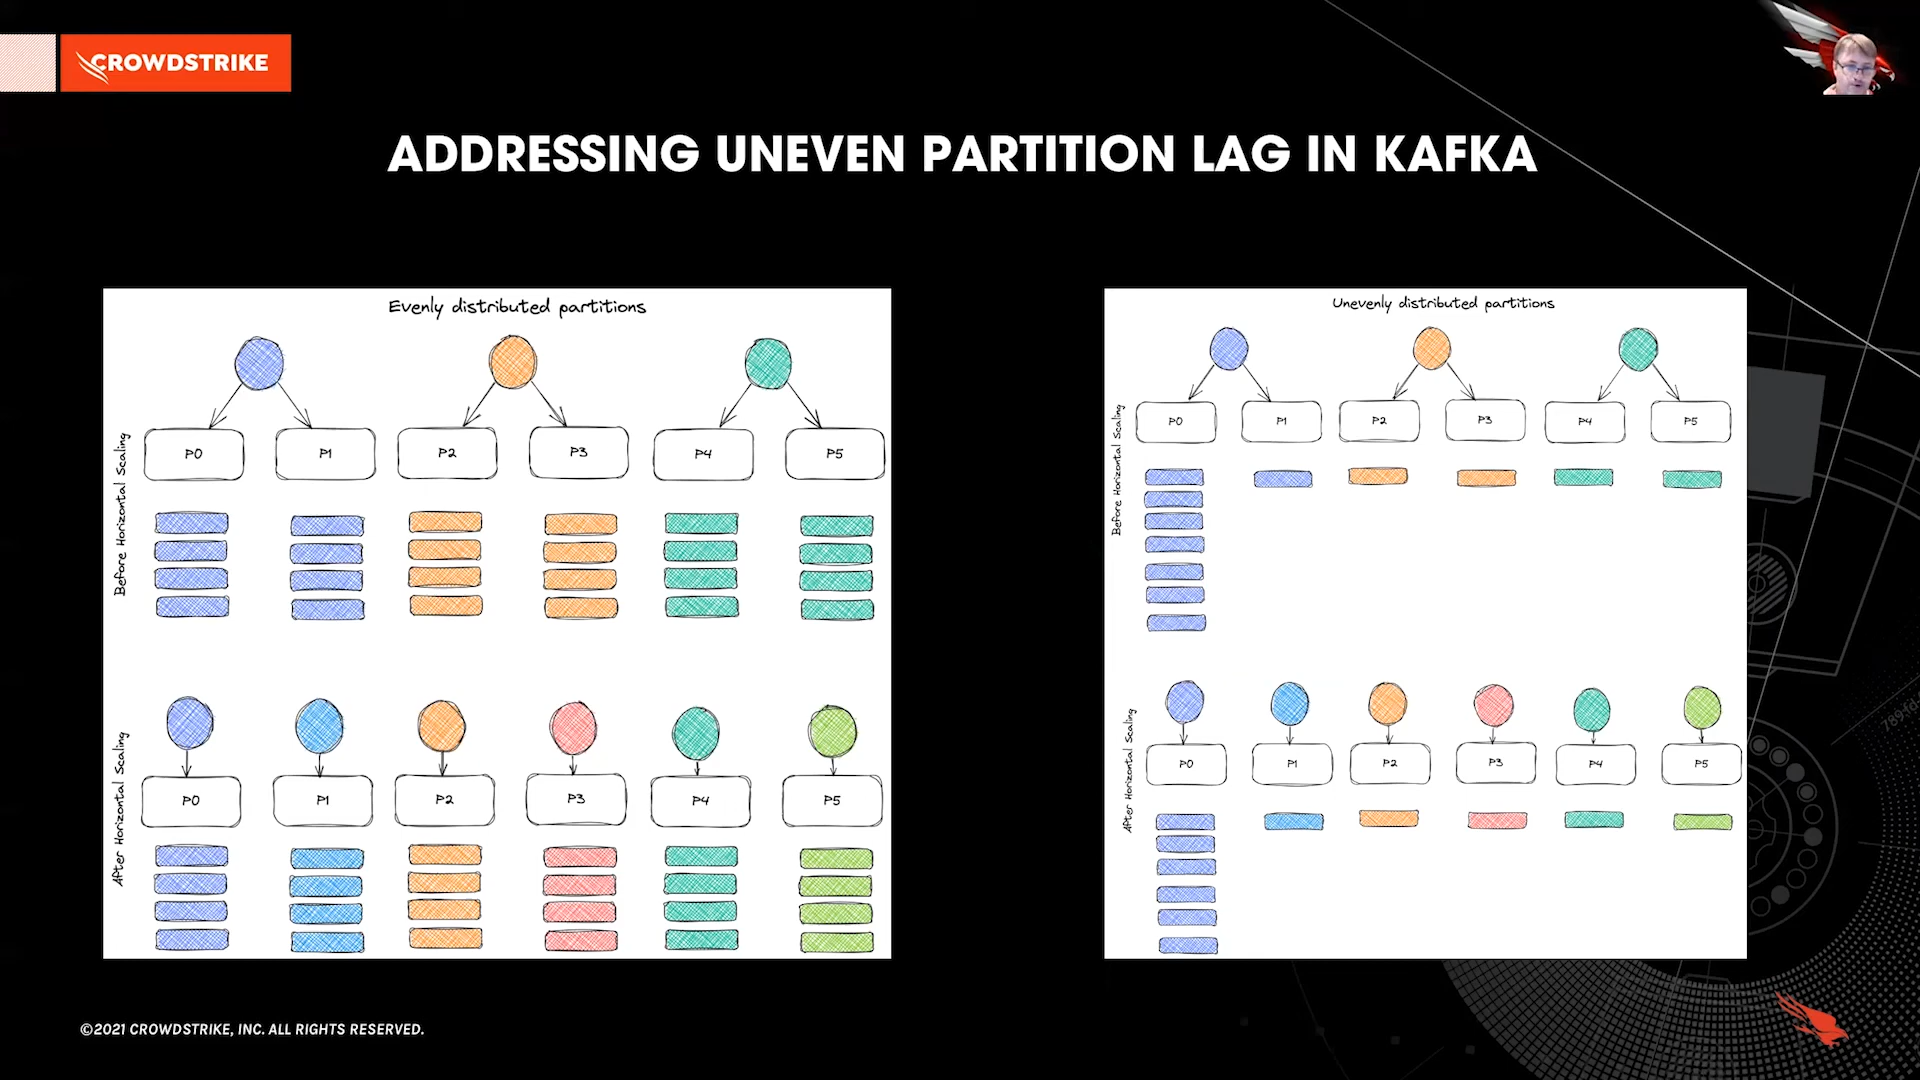 CROWDSTRIKE
ADDRESSING UNEVEN PARTITION LAG IN KAFKA
Evenly distributed partitions
Before Horizontal Scaling
P0 P1 P2 P3 P4 P5
After Horizontal Scaling
P0 P1 P2 P3 P4 P5
Unevenly distributed partitions
Before Horizontal Scaling
P0 P1 P2 P3 P4 P5
After Horizontal Scaling
P0 P1 P2 P3 P4 P5
©2021 CROWDSTRIKE, INC. ALL RIGHTS RESERVED.